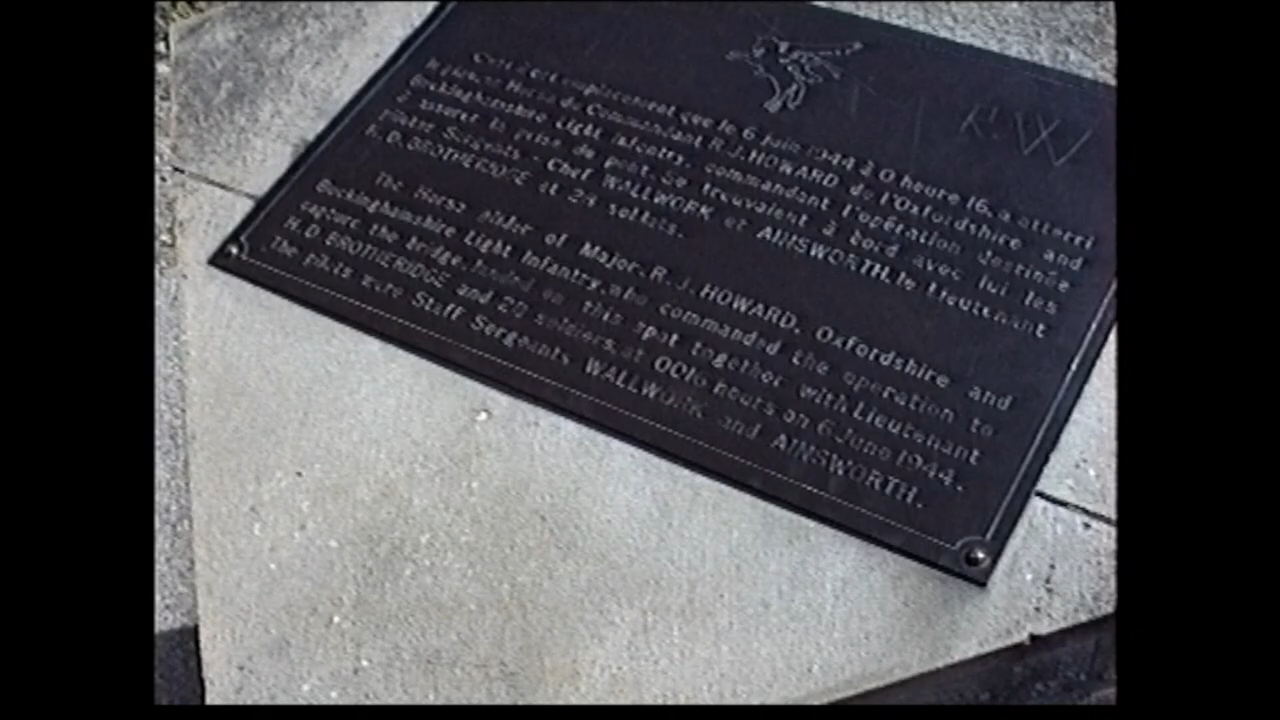 K.W
C'est à cet emplacement que le 6 Juin 1944 à 0 heure 16, a atterri
le planeur Horsa du Commandant R.J. HOWARD de l'Oxfordshire and
Buckinghamshire Light Infantry, commandant l'opération destinée
à assurer la prise du pont. Se trouvaient à bord avec lui les
pilotes Sergents - Chef WALLWORK et AINSWORTH, le Lieutenant
H.D. BROTHERIDGE et 28 soldats.
The Horsa glider of Major. R.J. HOWARD, Oxfordshire and
Buckinghamshire Light Infantry, who commanded the operation to
capture the bridge, landed on this spot together with Lieutenant
H.D BROTHERIDGE and 28 soldiers, at 0016 hours on 6 June 1944.
The pilots were Staff Sergeants WALLWORK and AINSWORTH.